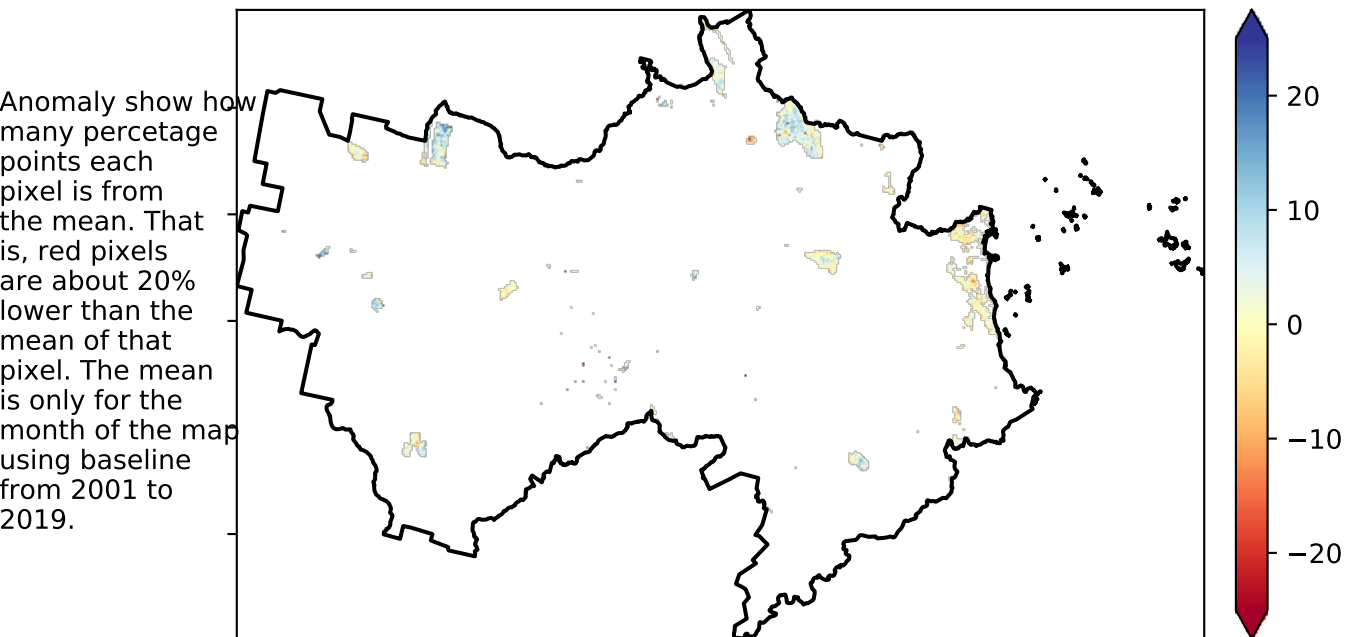 Anomaly show how
many percetage
points each
pixel is from
the mean. That
is, red pixels
are about 20%
lower than the
mean of that
pixel. The mean
is only for the
month of the map
using baseline
from 2001 to
2019.
20
10
0
−10
−20